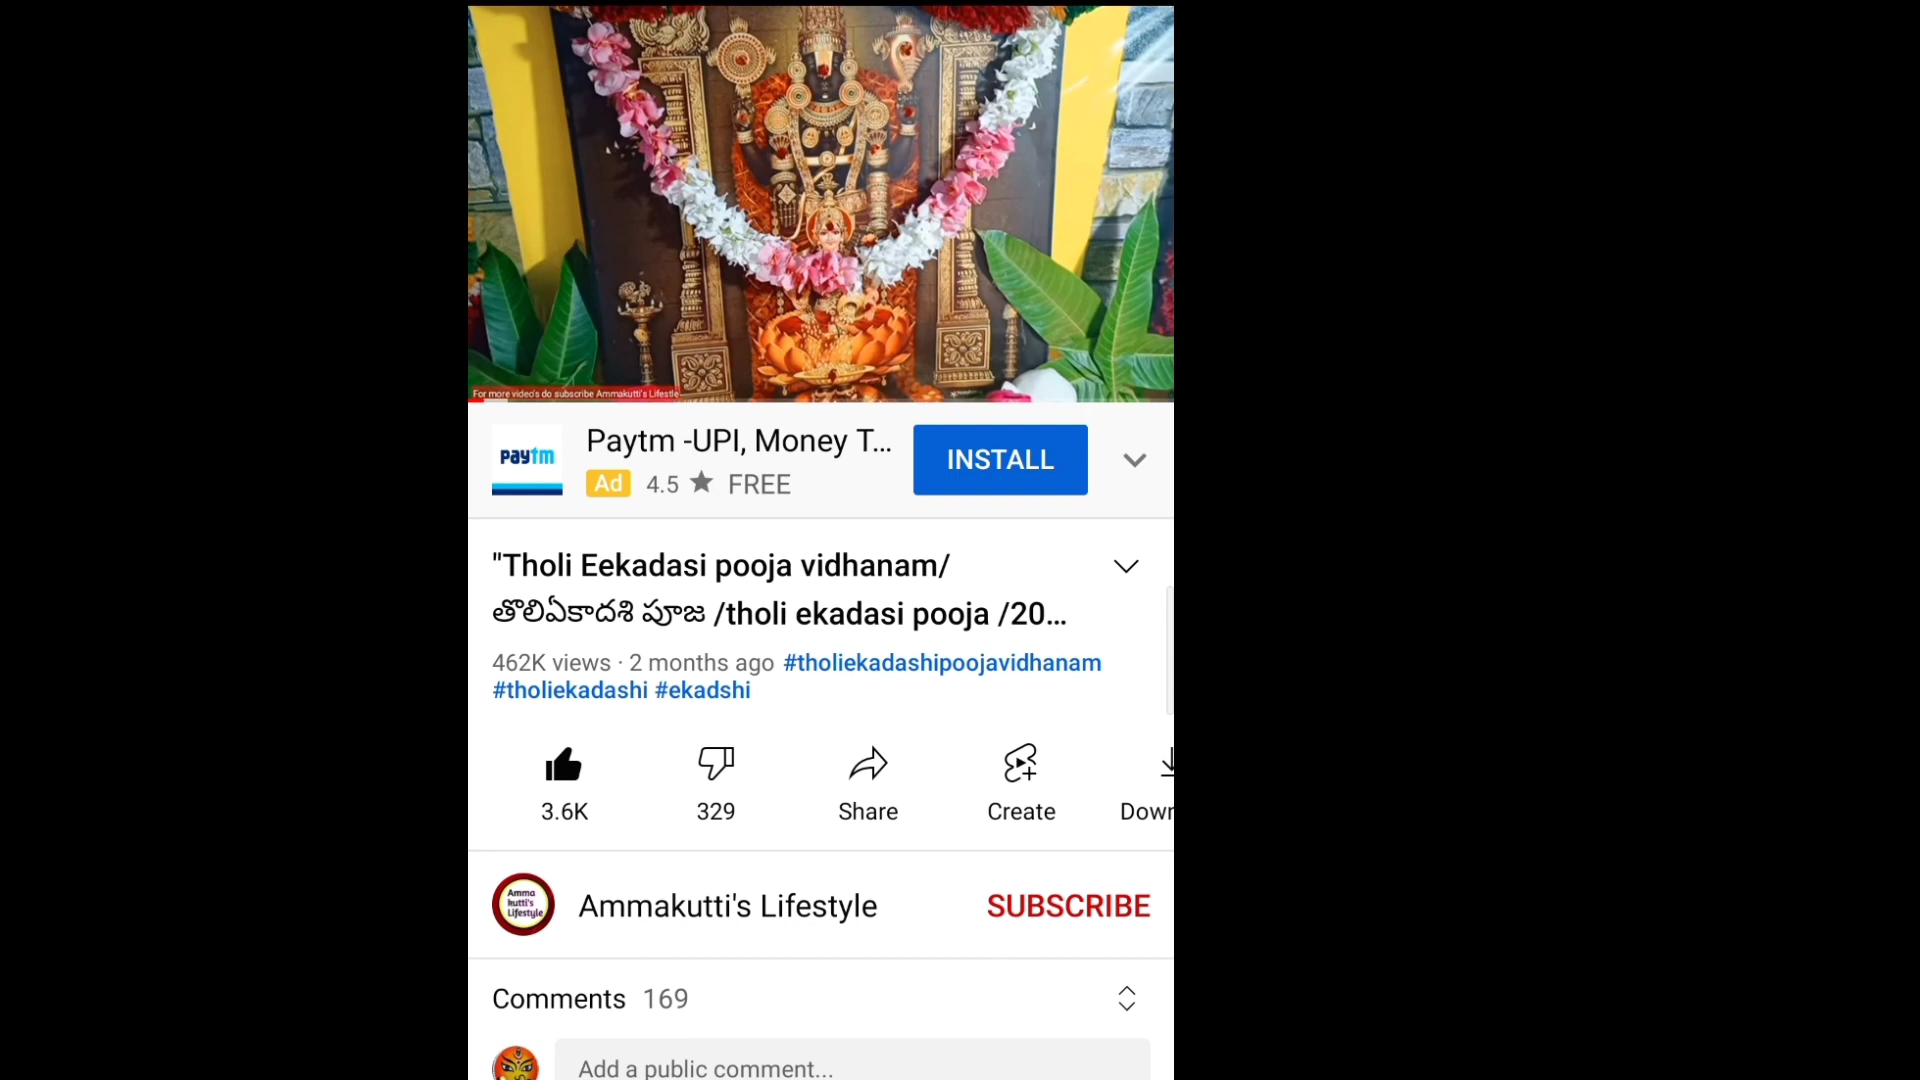 For more video's do subscribe Ammakutti's Lifestle
paytm
Paytm -UPI, Money T...
Ad 4.5 ★ FREE
INSTALL
"Tholi Eekadasi pooja vidhanam/
తొలిఏకాదశి పూజ /tholi ekadasi pooja /20...
462K views · 2 months ago #tholiekadashipoojavidhanam
#tholiekadashi #ekadshi
3.6K 329 Share Create Down
Amma
kutti's
Lifestyle
Ammakutti's Lifestyle
SUBSCRIBE
Comments 169
Add a public comment...